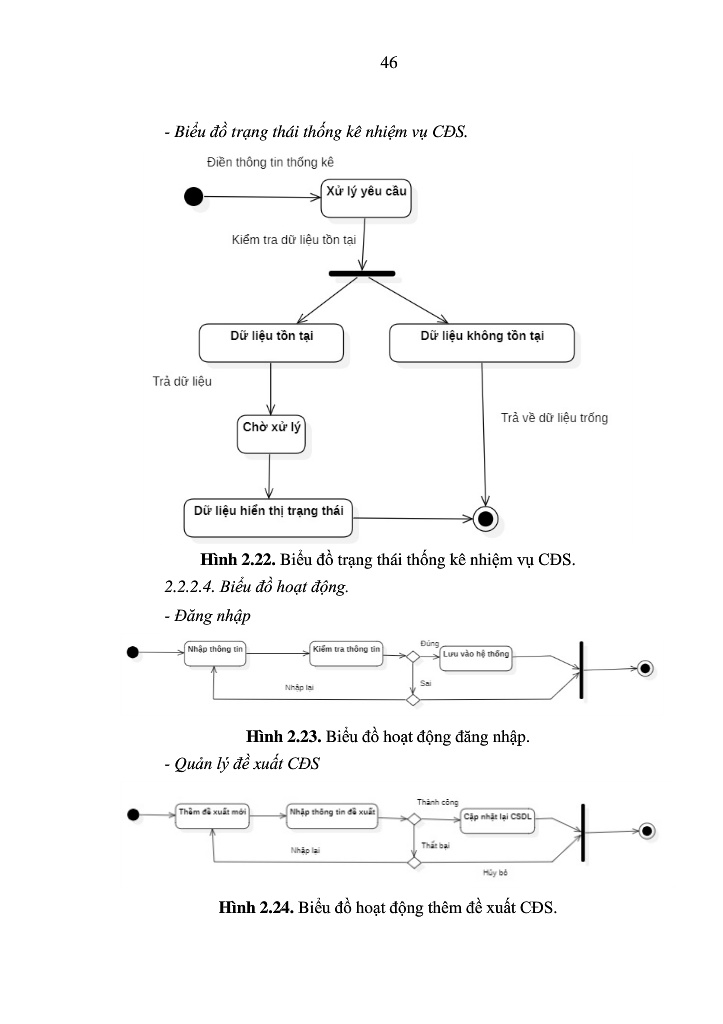 46
- Biểu đồ trạng thái thống kê nhiệm vụ CĐS.
Điền thông tin thống kê
Xử lý yêu cầu
Kiểm tra dữ liệu tồn tại
Dữ liệu tồn tại
Dữ liệu không tồn tại
Trả dữ liệu
Trả về dữ liệu trống
Chờ xử lý
Dữ liệu hiển thị trạng thái
Hình 2.22. Biểu đồ trạng thái thống kê nhiệm vụ CĐS.
2.2.2.4. Biểu đồ hoạt động.
- Đăng nhập
Nhập thông tin
Kiểm tra thông tin
Đúng
Lưu vào hệ thống
Sai
Nhập lại
Hình 2.23. Biểu đồ hoạt động đăng nhập.
- Quản lý đề xuất CĐS
Thêm đề xuất mới
Nhập thông tin đề xuất
Thành công
Cập nhật lại CSDL
Thất bại
Nhập lại
Hủy bỏ
Hình 2.24. Biểu đồ hoạt động thêm đề xuất CĐS.